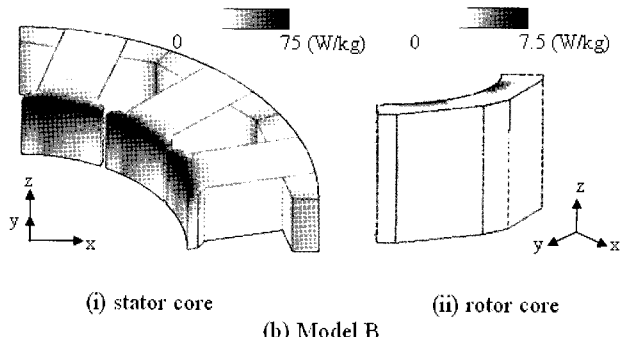 0 75 (W/kg) 0 7.5 (W/kg)
z
y
x
z
y
x
(i) stator core (ii) rotor core
(b) Model B